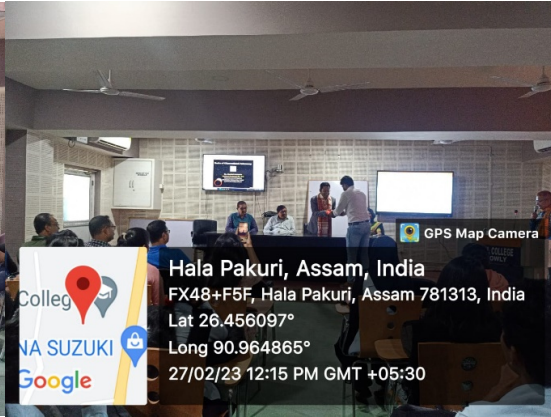 GPS Map Camera
COLLEGE
Hala Pakuri, Assam, India
FX48+F5F, Hala Pakuri, Assam 781313, India
Lat 26.456097°
Long 90.964865°
27/02/23 12:15 PM GMT +05:30
Colleg
NA SUZUKI
Google